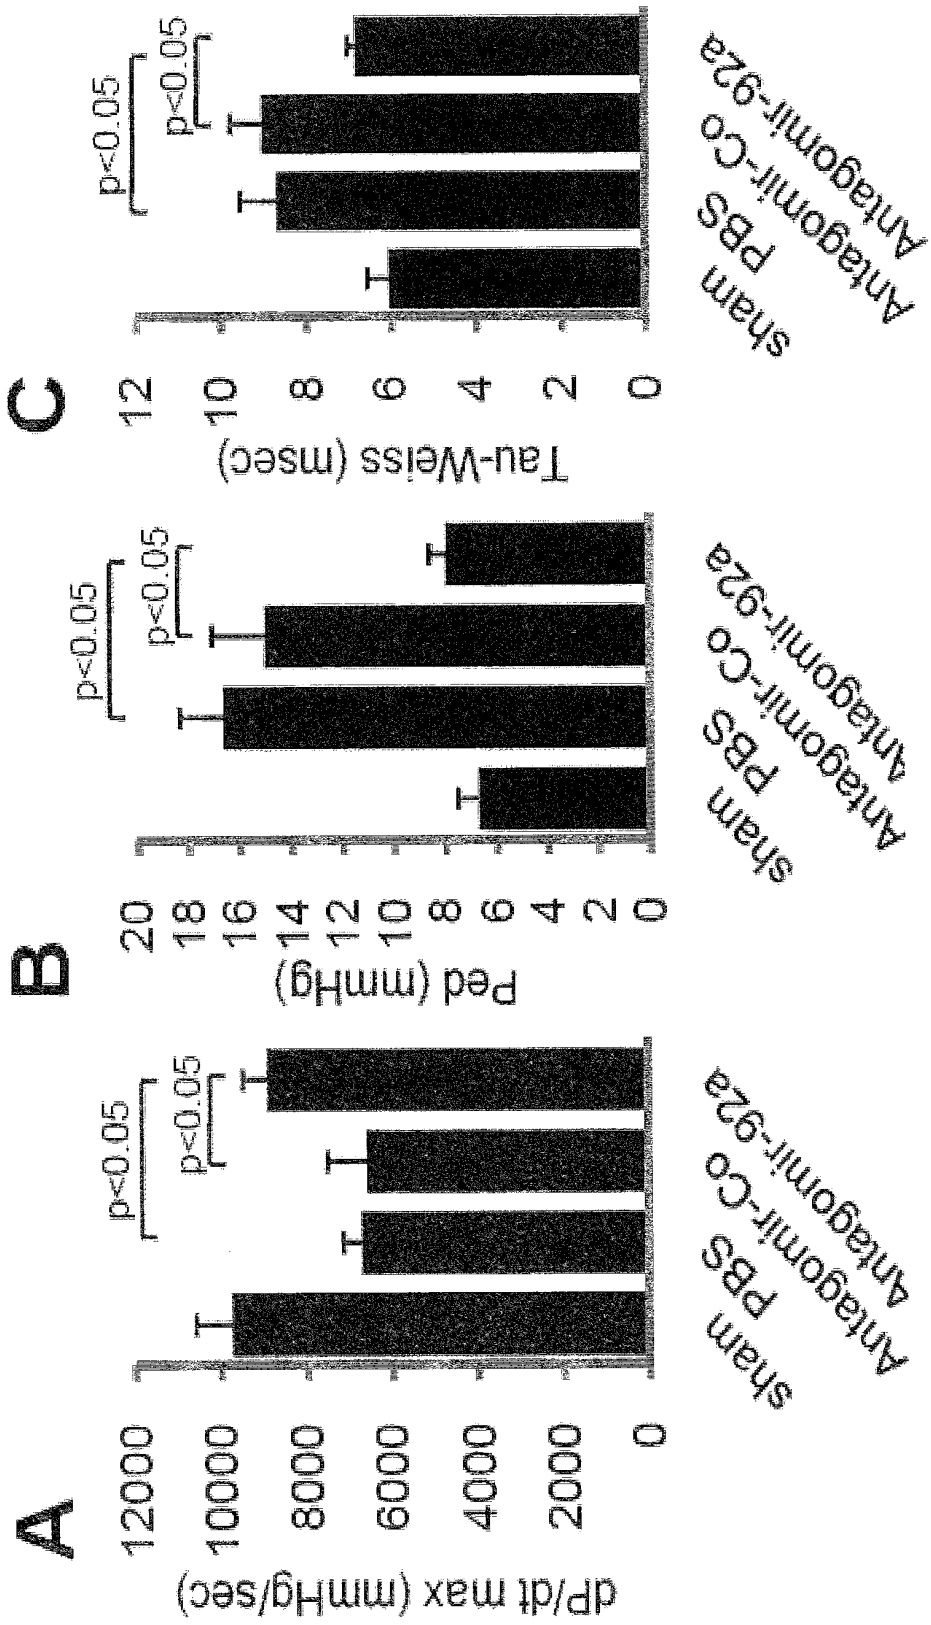 A
dP/dt max (mmHg/sec)
12000
10000
8000
6000
4000
2000
0
p<0.05
p<0.05
sham
PBS
Antagomir-Co
Antagomir-92a
B
Ped (mmHg)
20
18
16
14
12
10
8
6
4
2
0
p<0.05
p<0.05
sham
PBS
Antagomir-Co
Antagomir-92a
C
Tau-Weiss (msec)
12
10
8
6
4
2
0
p<0.05
p<0.05
sham
PBS
Antagomir-Co
Antagomir-92a